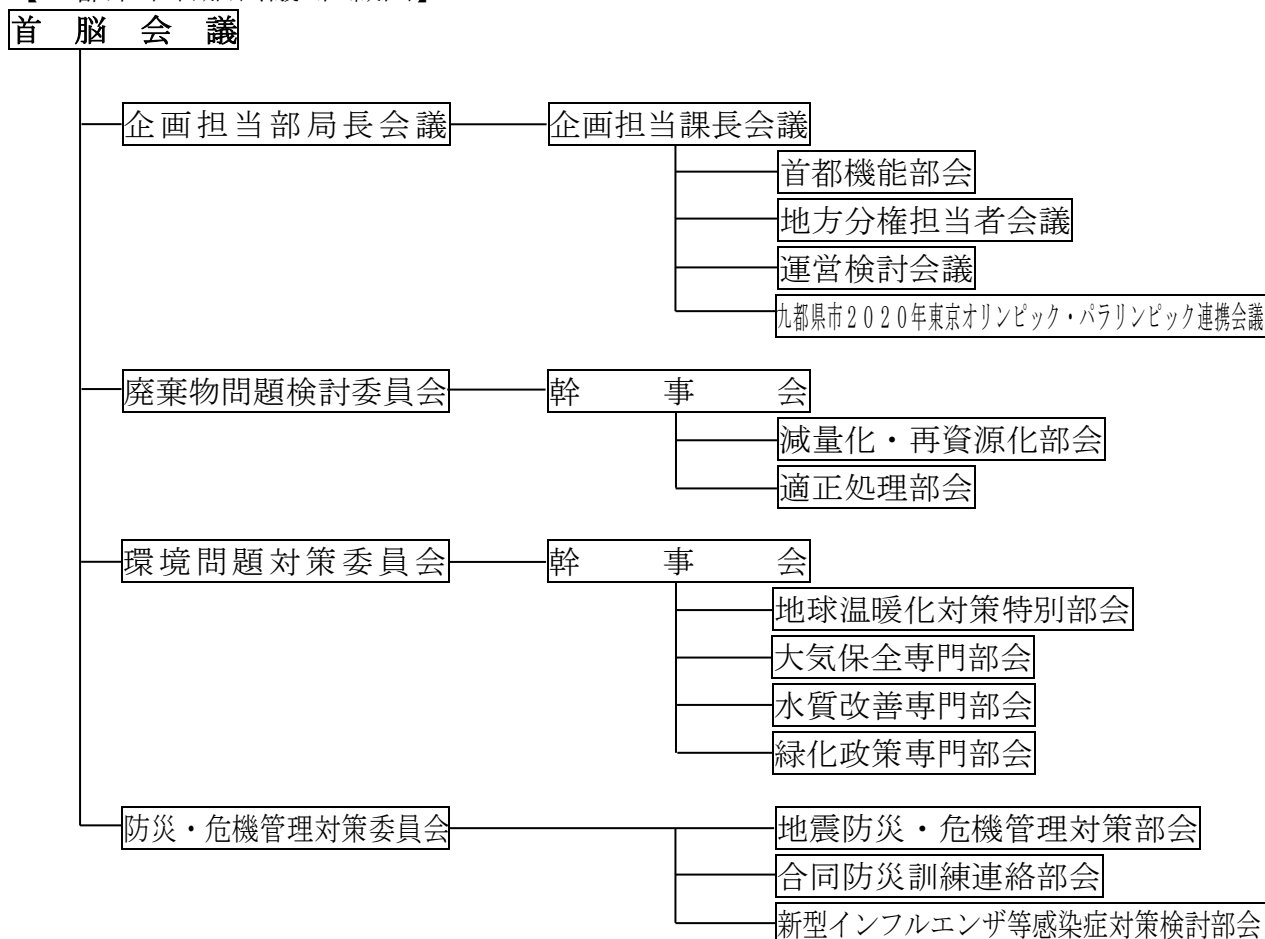 首脳会議
企画担当部局長会議 企画担当課長会議
首都機能部会
地方分権担当者会議
運営検討会議
九都県市2020年東京オリンピック・パラリンピック連携会議
廃棄物問題検討委員会 幹事会
減量化・再資源化部会
適正処理部会
環境問題対策委員会 幹事会
地球温暖化対策特別部会
大気保全専門部会
水質改善専門部会
緑化政策専門部会
防災・危機管理対策委員会 地震防災・危機管理対策部会
合同防災訓練連絡部会
新型インフルエンザ等感染症対策検討部会